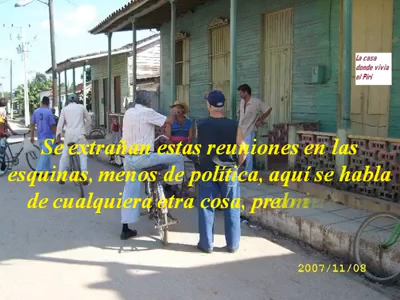 La casa
donde vivia
el Piri
Se extrañan estas reuniones en las
esquinas, menos de política, aquí se habla
de cualquiera otra cosa,
2007/11/08